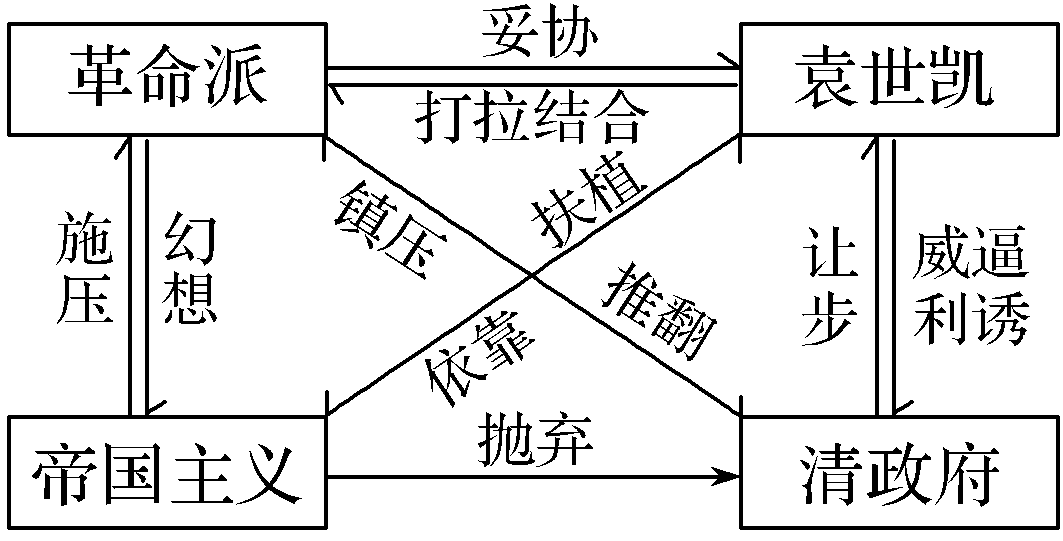 妥协
革命派
袁世凯
打拉结合
镇压
扶植
施压
幻想
让步
威逼
利诱
依靠
推翻
抛弃
帝国主义
清政府